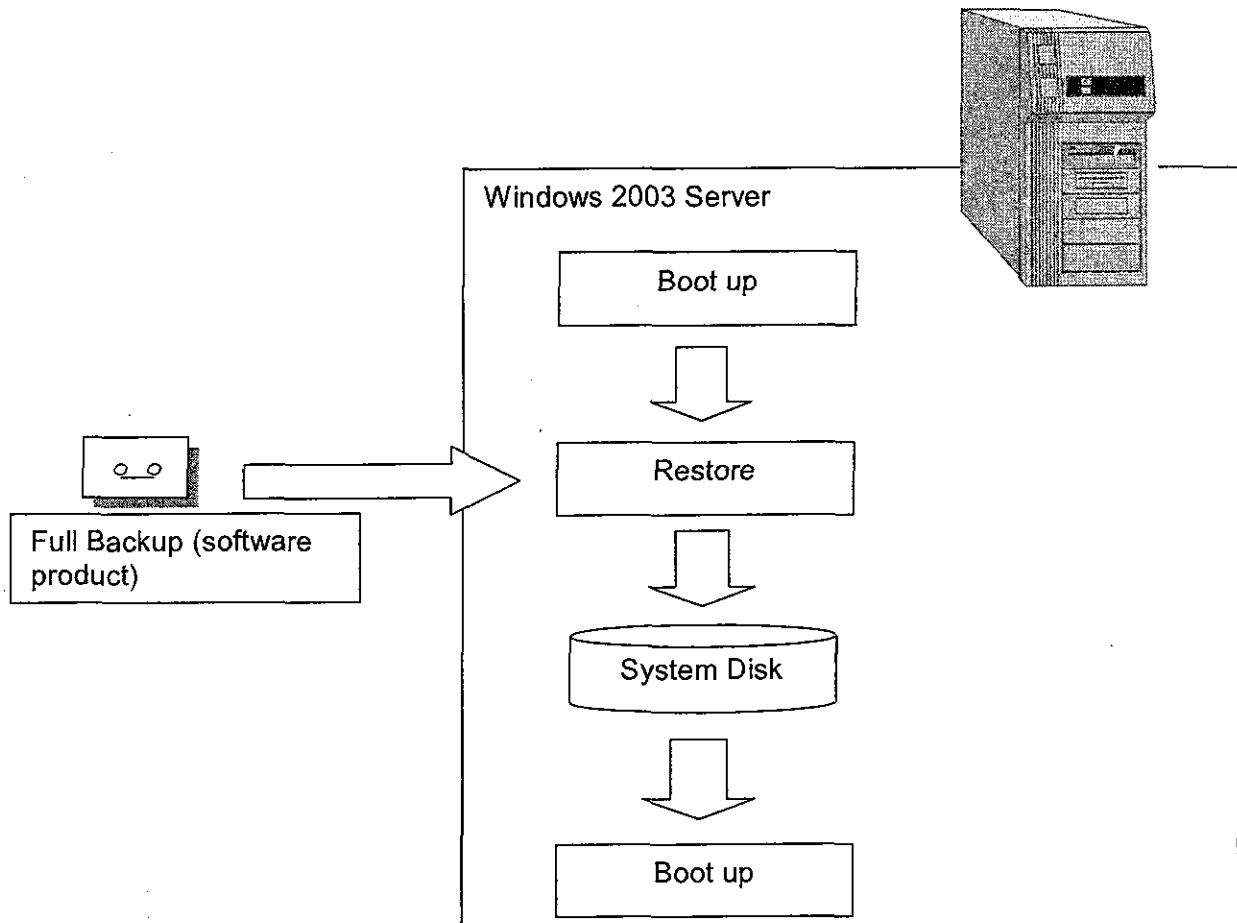 Windows 2003 Server
Boot up
Restore
Full Backup (software
product)
System Disk
Boot up